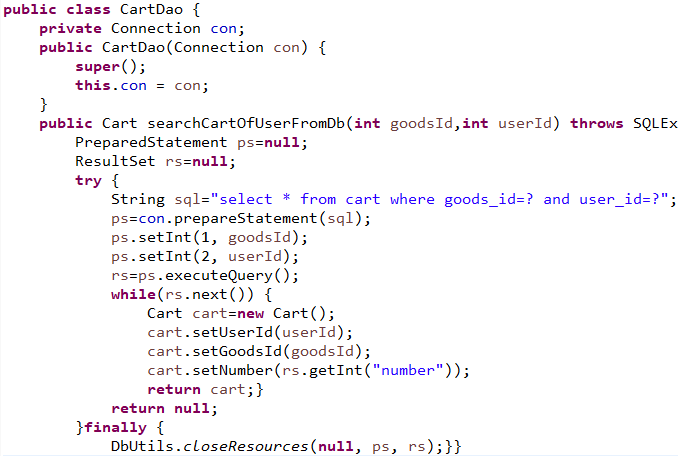 public class CartDao {
    private Connection con;
    public CartDao(Connection con) {
        super();
        this.con = con;
    }
    public Cart searchCartOfUserFromDb(int goodsId,int userId) throws SQLEx
        PreparedStatement ps=null;
        ResultSet rs=null;
        try {
            String sql="select * from cart where goods_id=? and user_id=?";
            ps=con.prepareStatement(sql);
            ps.setInt(1, goodsId);
            ps.setInt(2, userId);
            rs=ps.executeQuery();
            while(rs.next()) {
                Cart cart=new Cart();
                cart.setUserId(userId);
                cart.setGoodsId(goodsId);
                cart.setNumber(rs.getInt("number"));
                return cart;}
            return null;
        }finally {
            DbUtils.closeResources(null, ps, rs);}}